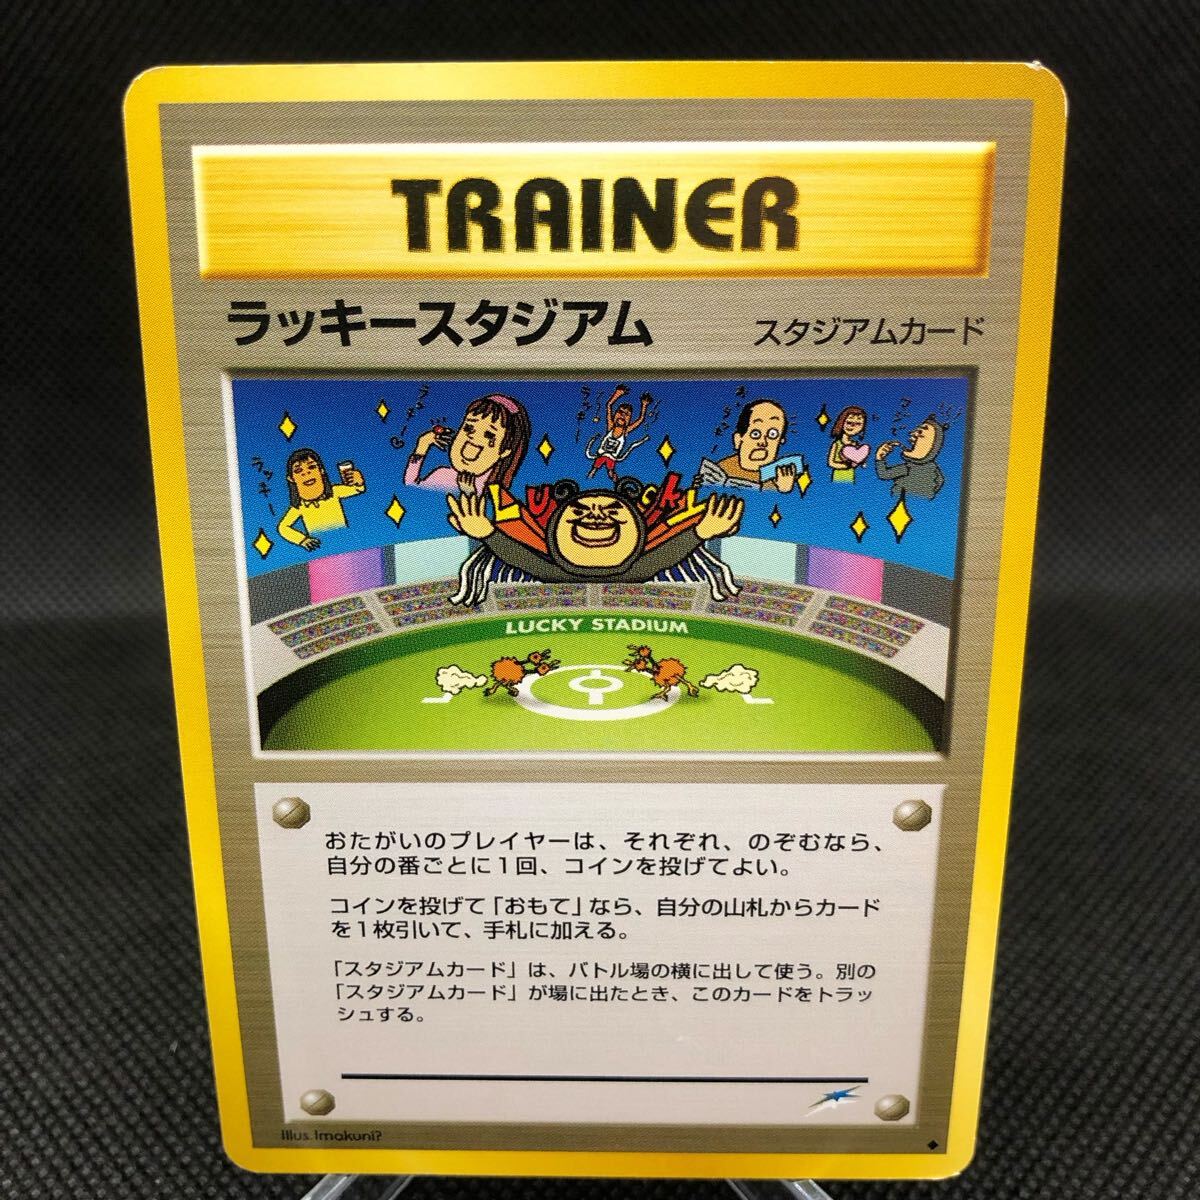 TRAINER
ラッキースタジアム スタジアムカード
ラッキー
LUCKY
LUCKY STADIUM
おたがいのプレイヤーは、それぞれ、のぞむなら、
自分の番ごとに1回、コインを投げてよい。
コインを投げて「おもて」なら、自分の山札からカード
を1枚引いて、手札に加える。
「スタジアムカード」は、バトル場の横に出して使う。別の
「スタジアムカード」が場に出たとき、このカードをトラッ
シュする。
Illus. Imakuni?